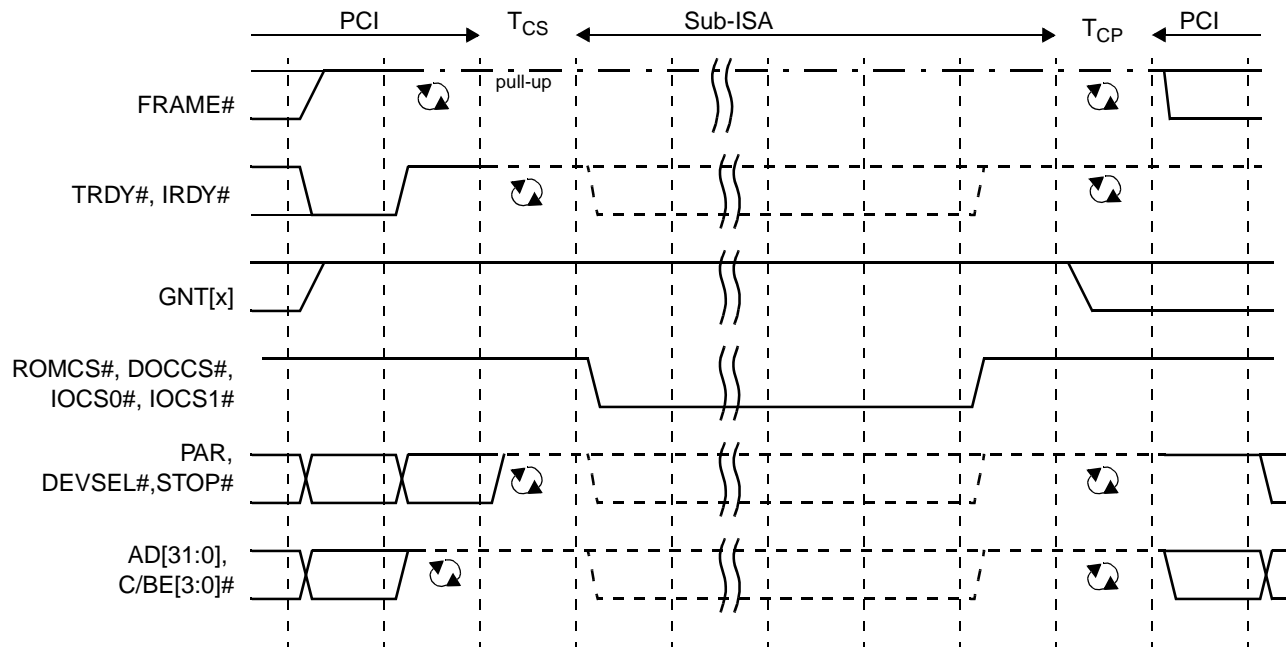 PCI TCS Sub-ISA TCP PCI
pull-up
FRAME#
TRDY#, IRDY#
GNT[x]
ROMCS#, DOCCS#,
IOCS0#, IOCS1#
PAR,
DEVSEL#,STOP#
AD[31:0],
C/BE[3:0]#